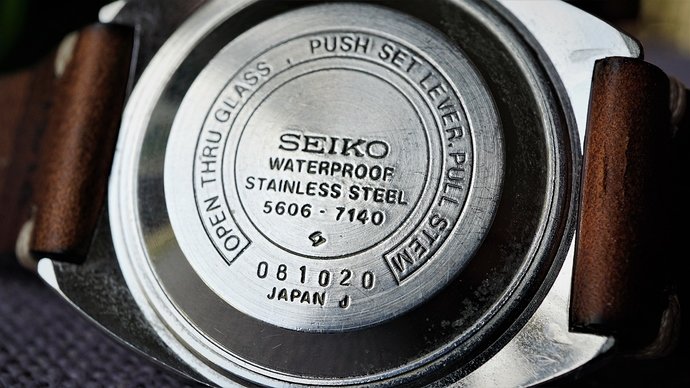 OPEN THRU GLASS , PUSH SET LEVER. PULL STEM
SEIKO
WATERPROOF
STAINLESS STEEL
5606-7140
081020
JAPAN J